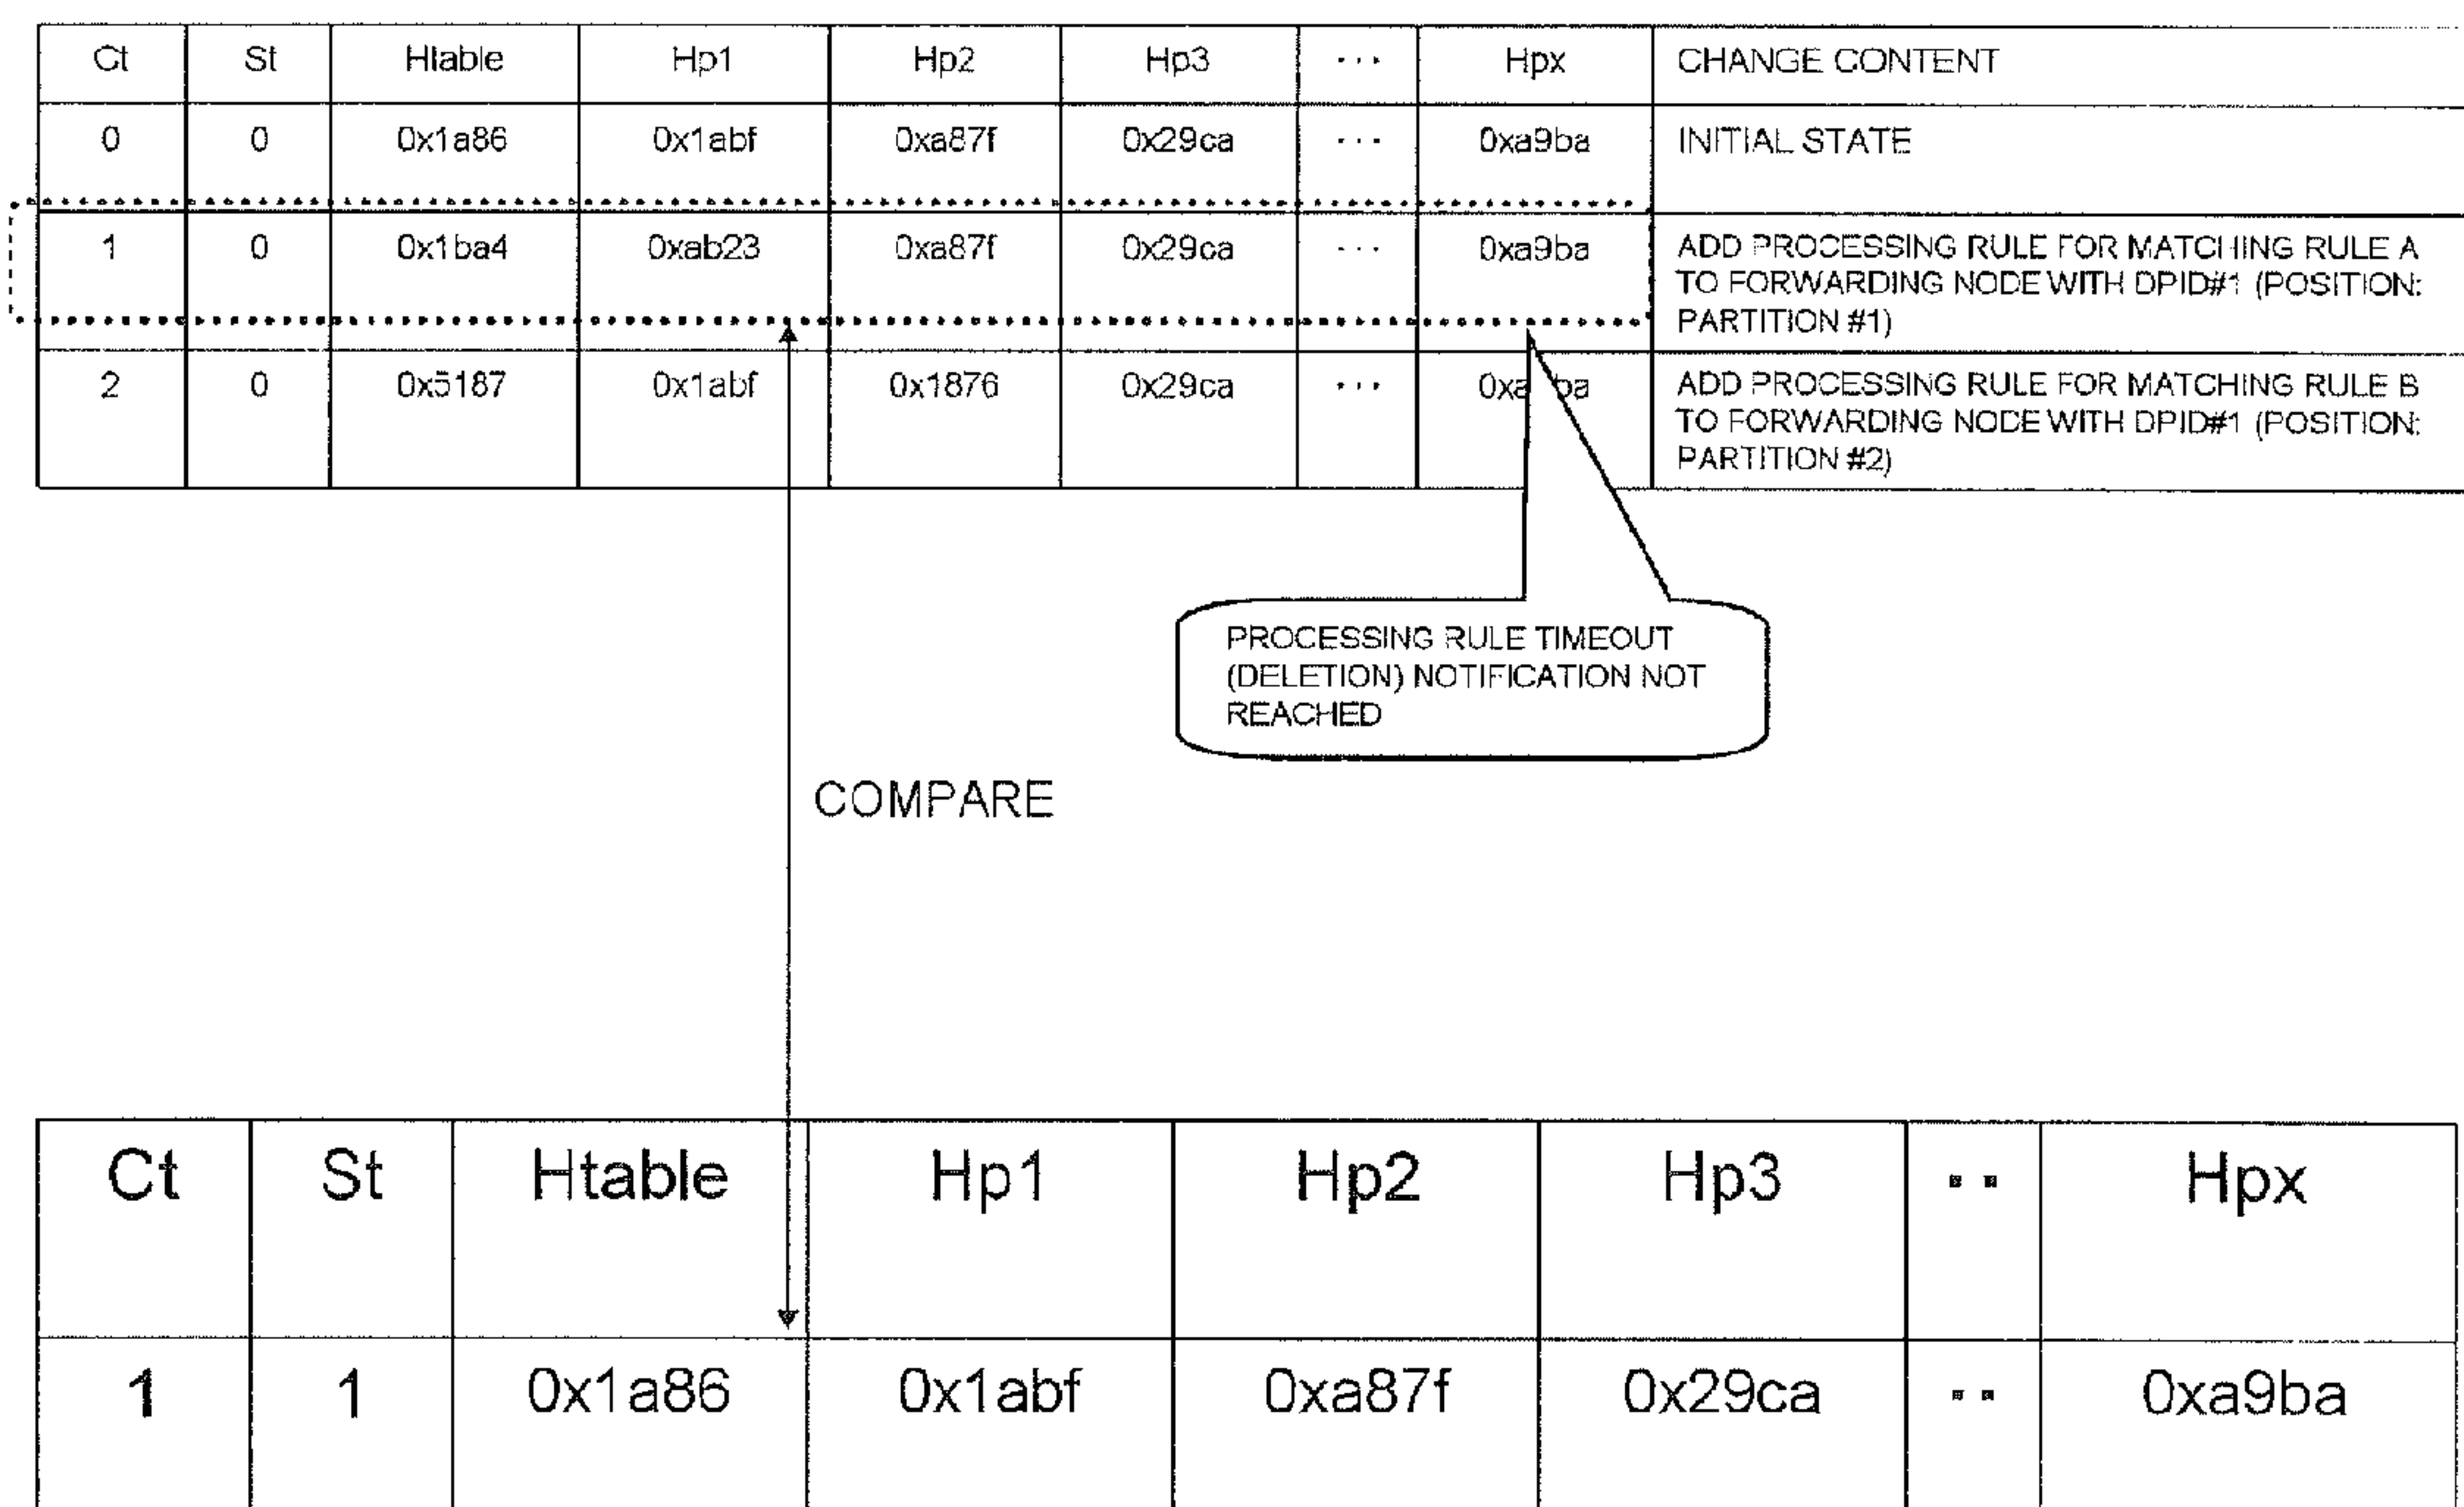 Ct St Htable Hp1 Hp2 Hp3 ... Hpx CHANGE CONTENT
0 0 0x1a86 0x1abf 0xa87f 0x29ca ... 0xa9ba INITIAL STATE
1 0 0x1ba4 0xab23 0xa87f 0x29ca ... 0xa9ba ADD PROCESSING RULE FOR MATCHING RULE A
TO FORWARDING NODE WITH DPID#1 (POSITION:
PARTITION #1)
2 0 0x5187 0x1abf 0x1876 0x29ca ... ADD PROCESSING RULE FOR MATCHING RULE B
TO FORWARDING NODE WITH DPID#1 (POSITION:
PARTITION #2)
PROCESSING RULE TIMEOUT
(DELETION) NOTIFICATION NOT
REACHED
COMPARE
Ct St Htable Hp1 Hp2 Hp3 .. Hpx
1 1 0x1a86 0x1abf 0xa87f 0x29ca .. 0xa9ba